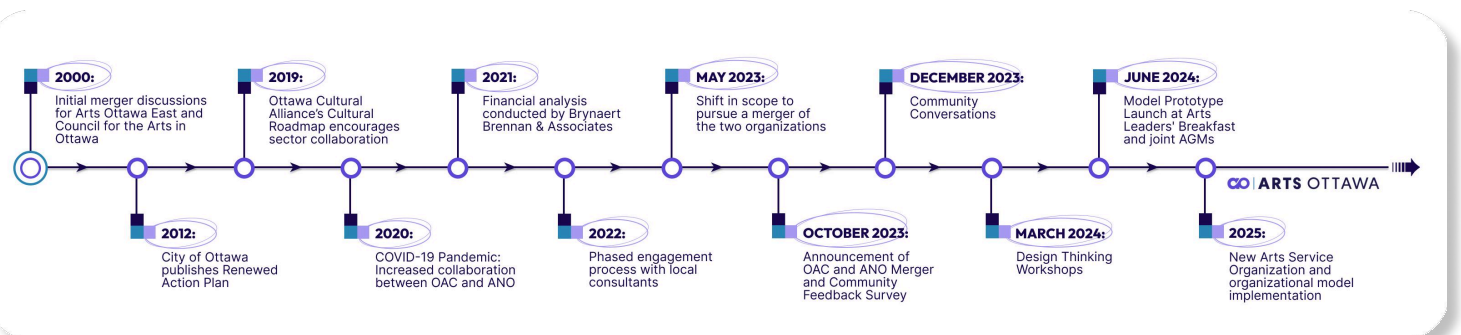 2000:
Initial merger discussions
for Arts Ottawa East and
Council for the Arts in
Ottawa
2012:
City of Ottawa
publishes Renewed
Action Plan
2019:
Ottawa Cultural
Alliance's Cultural
Roadmap encourages
sector collaboration
2020:
COVID-19 Pandemic:
Increased collaboration
between OAC and ANO
2021:
Financial analysis
conducted by Brynaert
Brennan & Associates
2022:
Phased engagement
process with local
consultants
MAY 2023:
Shift in scope to
pursue a merger of
the two organizations
OCTOBER 2023:
Announcement of
OAC and ANO Merger
and Community
Feedback Survey
DECEMBER 2023:
Community
Conversations
MARCH 2024:
Design Thinking
Workshops
JUNE 2024:
Model Prototype
Launch at Arts
Leaders' Breakfast
and joint AGMs
2025:
New Arts Service
Organization and
organizational model
implementation
ao | ARTS OTTAWA